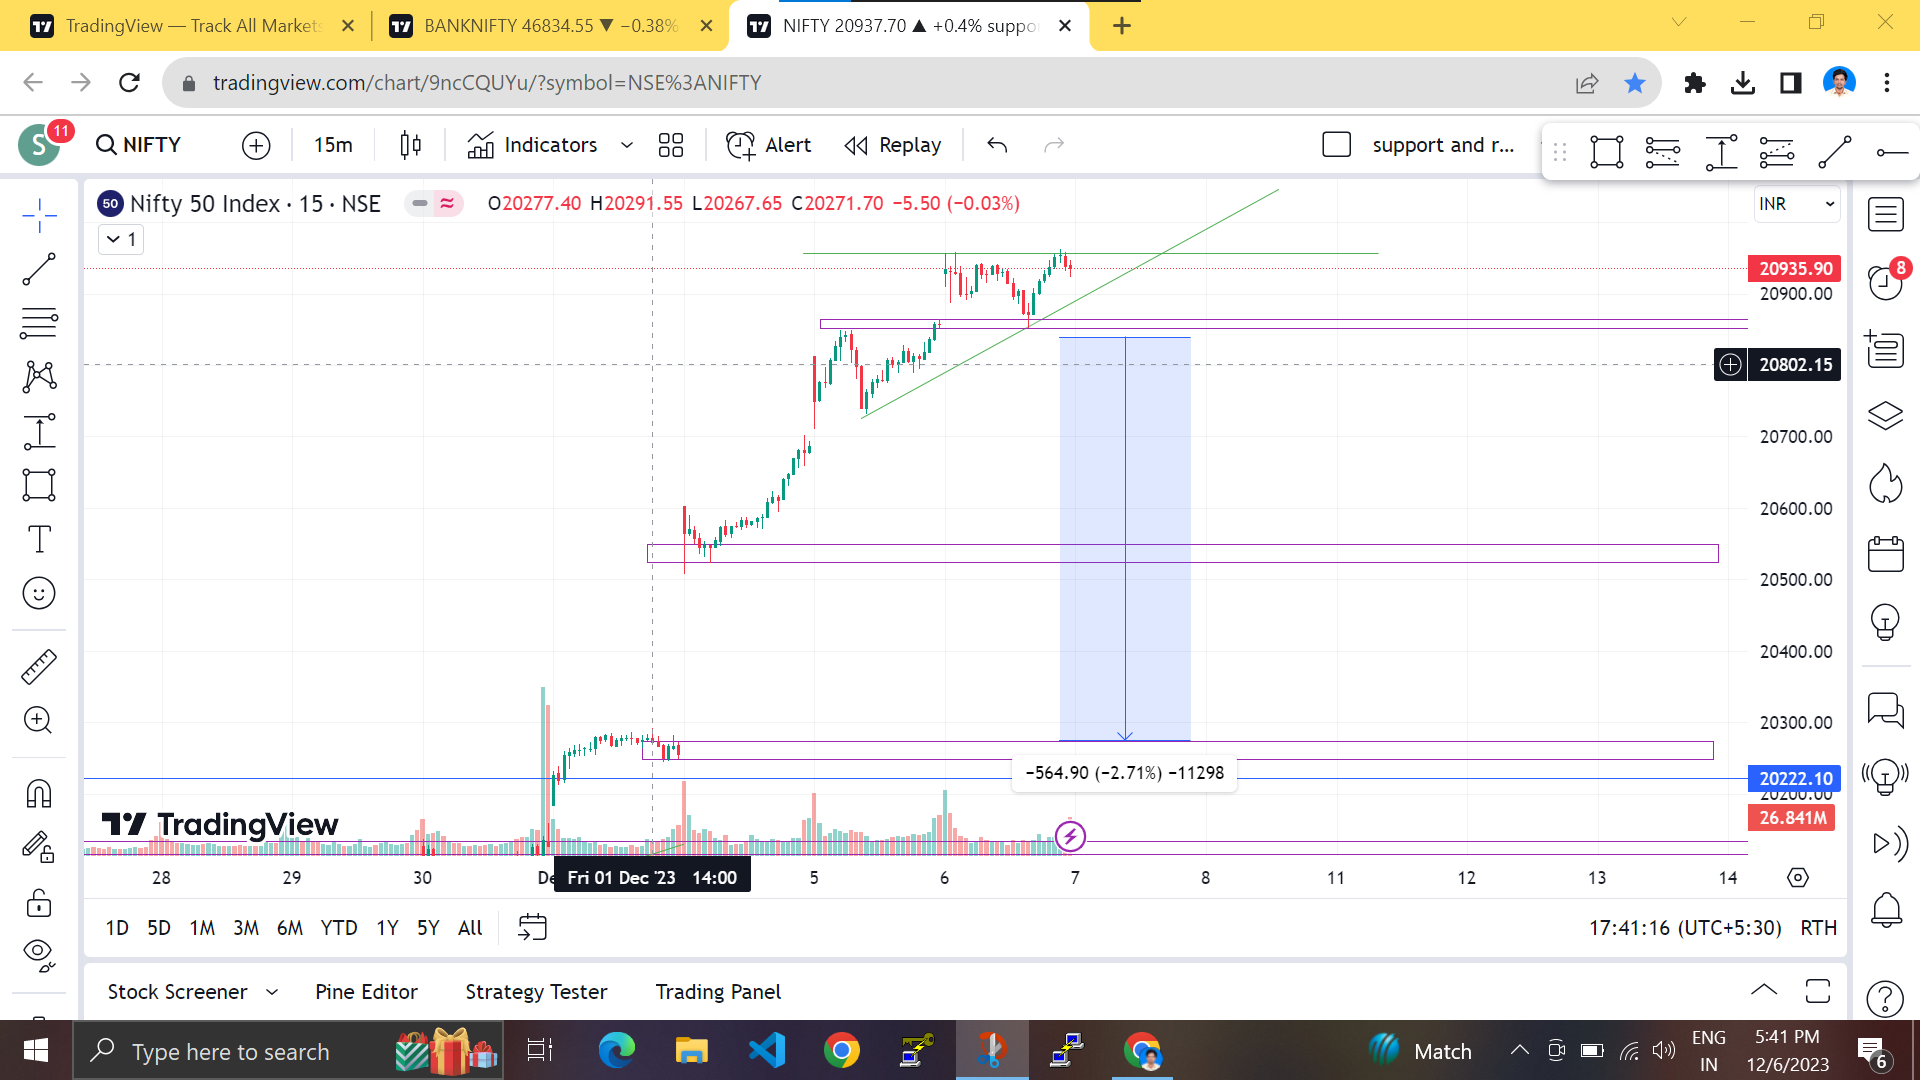 TradingView — Track All Markets
BANKNIFTY 46834.55 ▼ −0.38%
NIFTY 20937.70 ▲ +0.4% suppo
tradingview.com/chart/9ncCQUYu/?symbol=NSE%3ANIFTY
S
11
NIFTY
15m
Indicators
Alert
Replay
support and r...
50 Nifty 50 Index · 15 · NSE
O20277.40 H20291.55 L20267.65 C20271.70 −5.50 (−0.03%)
INR
1
20935.90
8
20900.00
20802.15
20700.00
20600.00
20500.00
20400.00
20300.00
−564.90 (−2.71%) −11298
20222.10
20200.00
26.841M
TradingView
28
29
30
De
Fri 01 Dec '23 14:00
5
6
7
8
11
12
13
14
1D 5D 1M 3M 6M YTD 1Y 5Y All
17:41:16 (UTC+5:30) RTH
Stock Screener
Pine Editor
Strategy Tester
Trading Panel
Type here to search
Match
ENG
IN
5:41 PM
12/6/2023
6